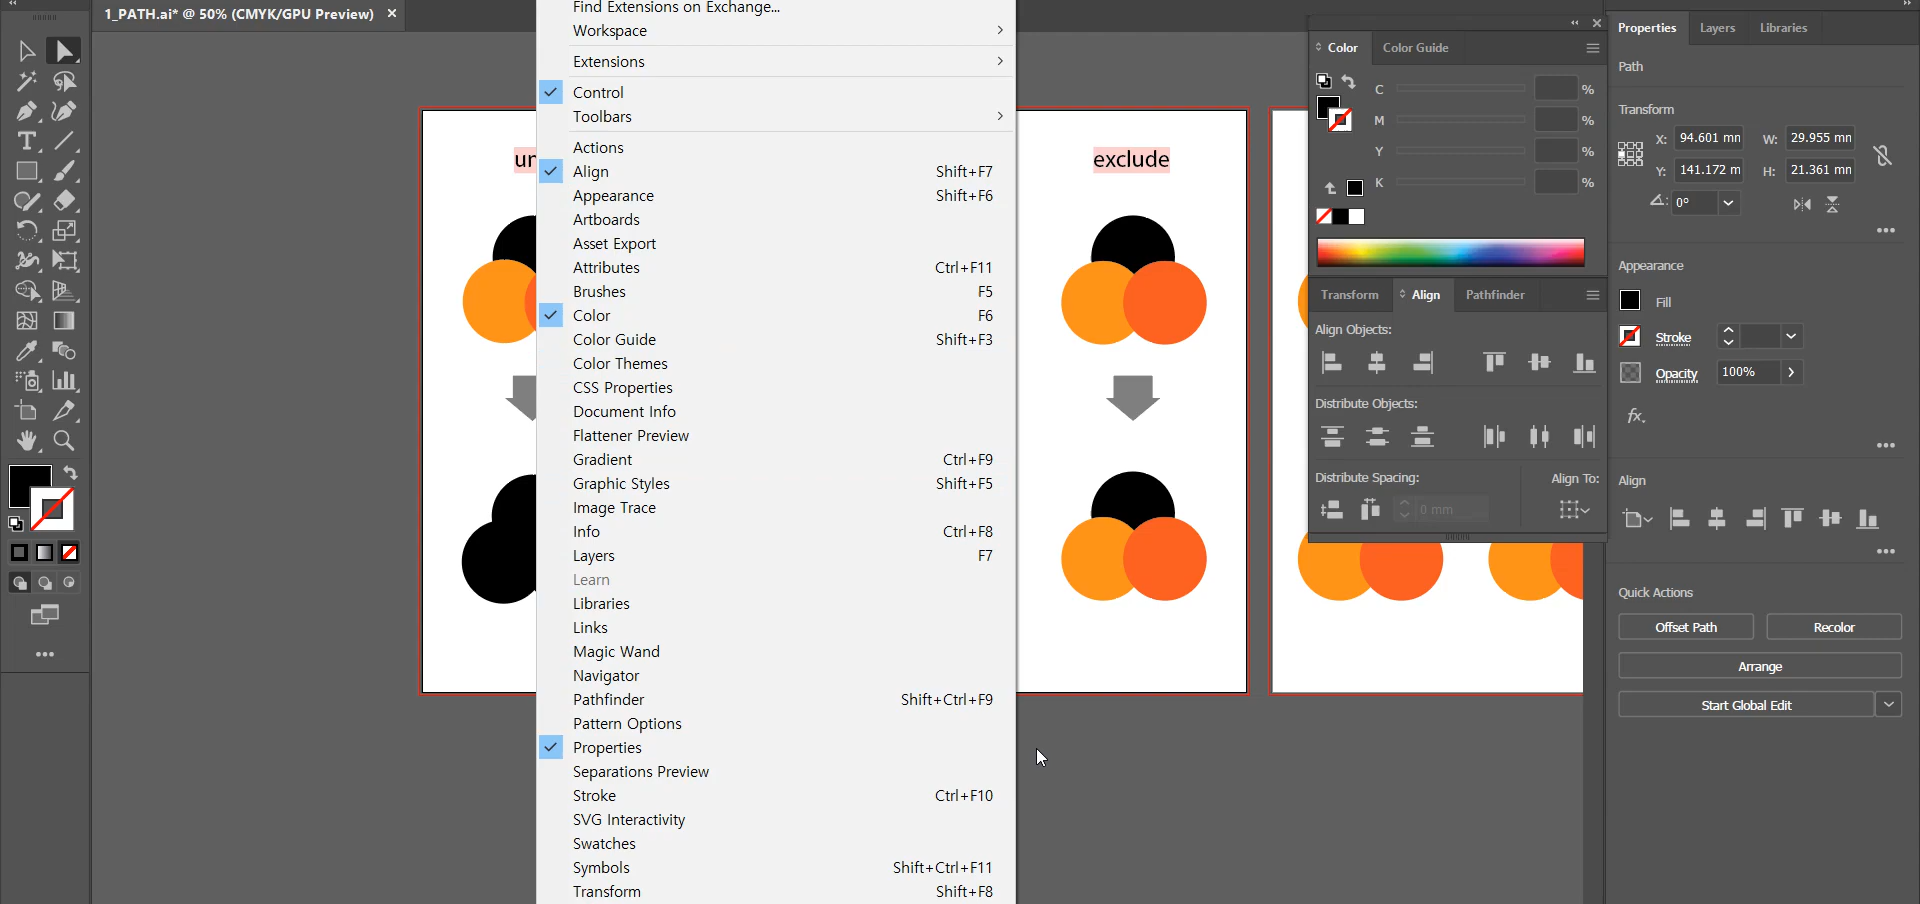 1_PATH.ai* @ 50% (CMYK/GPU Preview)
Find Extensions on Exchange...
Workspace
Extensions
Control
Toolbars
Actions
Align Shift+F7
Appearance Shift+F6
Artboards
Asset Export
Attributes Ctrl+F11
Brushes F5
Color F6
Color Guide Shift+F3
Color Themes
CSS Properties
Document Info
Flattener Preview
Gradient Ctrl+F9
Graphic Styles Shift+F5
Image Trace
Info Ctrl+F8
Layers F7
Learn
Libraries
Links
Magic Wand
Navigator
Pathfinder Shift+Ctrl+F9
Pattern Options
Properties
Separations Preview
Stroke Ctrl+F10
SVG Interactivity
Swatches
Symbols Shift+Ctrl+F11
Transform Shift+F8
exclude
Color Color Guide
C %
M %
Y %
K %
Transform Align Pathfinder
Align Objects:
Distribute Objects:
Distribute Spacing: Align To:
0 mm
Properties Layers Libraries
Path
Transform
X: 94.601 mn W: 29.955 mn
Y: 141.172 m H: 21.361 mn
0°
Appearance
Fill
Stroke
Opacity 100%
fx.
Align
Quick Actions
Offset Path Recolor
Arrange
Start Global Edit